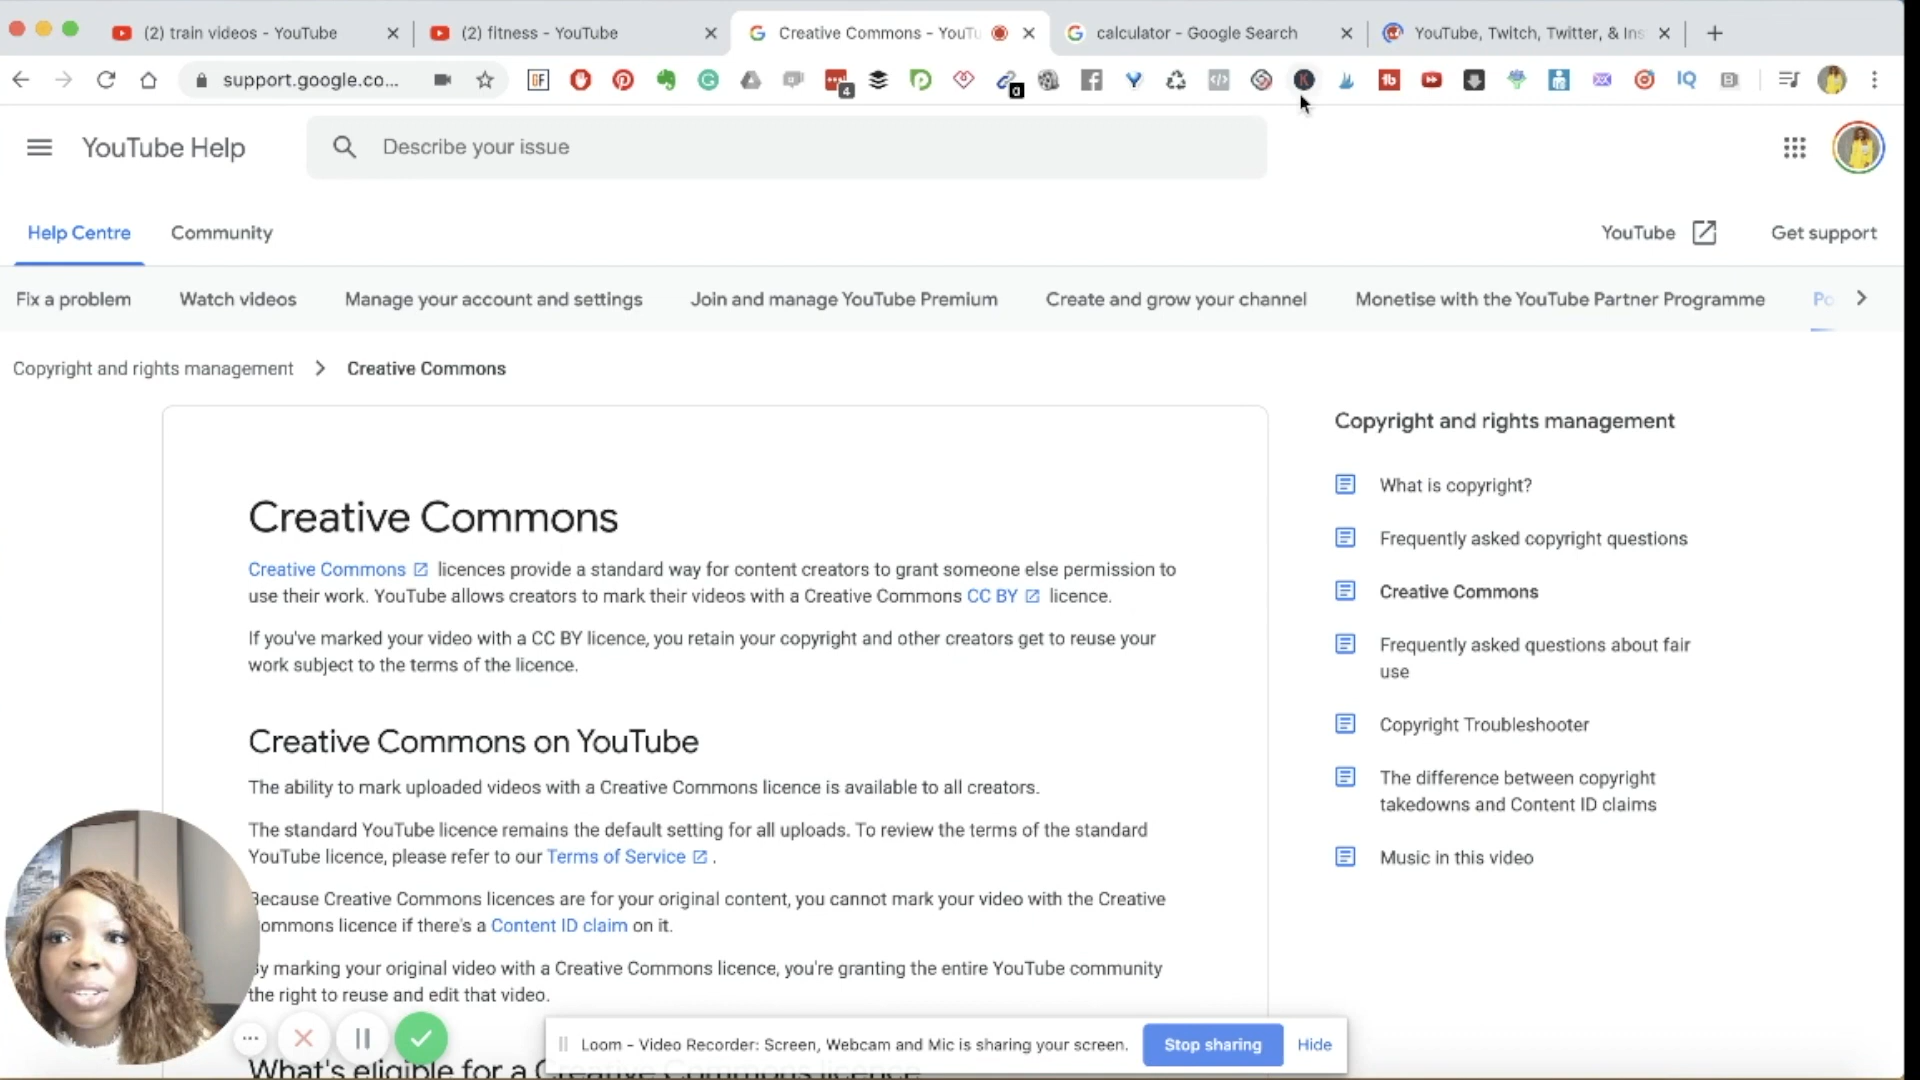 (2) train videos - YouTube
(2) fitness - YouTube
Creative Commons - YouTu
calculator - Google Search
YouTube, Twitch, Twitter, & Ins
support.google.co...
GF
4
a
K
tb
IQ
B
YouTube Help
Describe your issue
Help Centre
Community
YouTube
Get support
Fix a problem
Watch videos
Manage your account and settings
Join and manage YouTube Premium
Create and grow your channel
Monetise with the YouTube Partner Programme
Po
Copyright and rights management
Creative Commons
Creative Commons
Creative Commons licences provide a standard way for content creators to grant someone else permission to
use their work. YouTube allows creators to mark their videos with a Creative Commons CC BY licence.
If you've marked your video with a CC BY licence, you retain your copyright and other creators get to reuse your
work subject to the terms of the licence.
Creative Commons on YouTube
The ability to mark uploaded videos with a Creative Commons licence is available to all creators.
The standard YouTube licence remains the default setting for all uploads. To review the terms of the standard
YouTube licence, please refer to our Terms of Service .
Because Creative Commons licences are for your original content, you cannot mark your video with the Creative
ommons licence if there's a Content ID claim on it.
By marking your original video with a Creative Commons licence, you're granting the entire YouTube community
the right to reuse and edit that video.
What's eligible for a Creative Commons licence
Copyright and rights management
What is copyright?
Frequently asked copyright questions
Creative Commons
Frequently asked questions about fair
use
Copyright Troubleshooter
The difference between copyright
takedowns and Content ID claims
Music in this video
Loom – Video Recorder: Screen, Webcam and Mic is sharing your screen.
Stop sharing
Hide